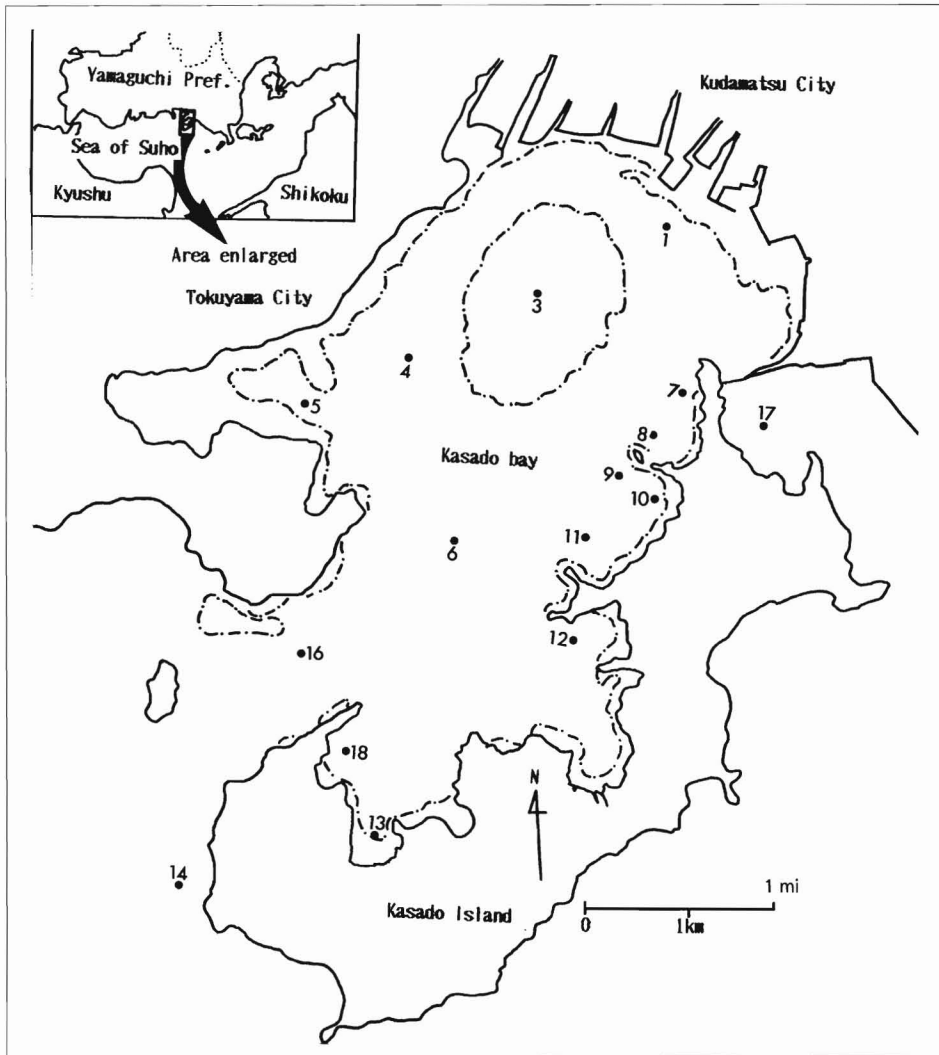 Yamaguchi Pref.
Sea of Suho
Kyushu
Shikoku
Area enlarged
Kudamatsu City
Tokuyama City
1
3
4
5
7
17
8
Kasado bay
9
10
11
6
12
16
18
N
13
14
1 mi
Kasado Island
0
1km